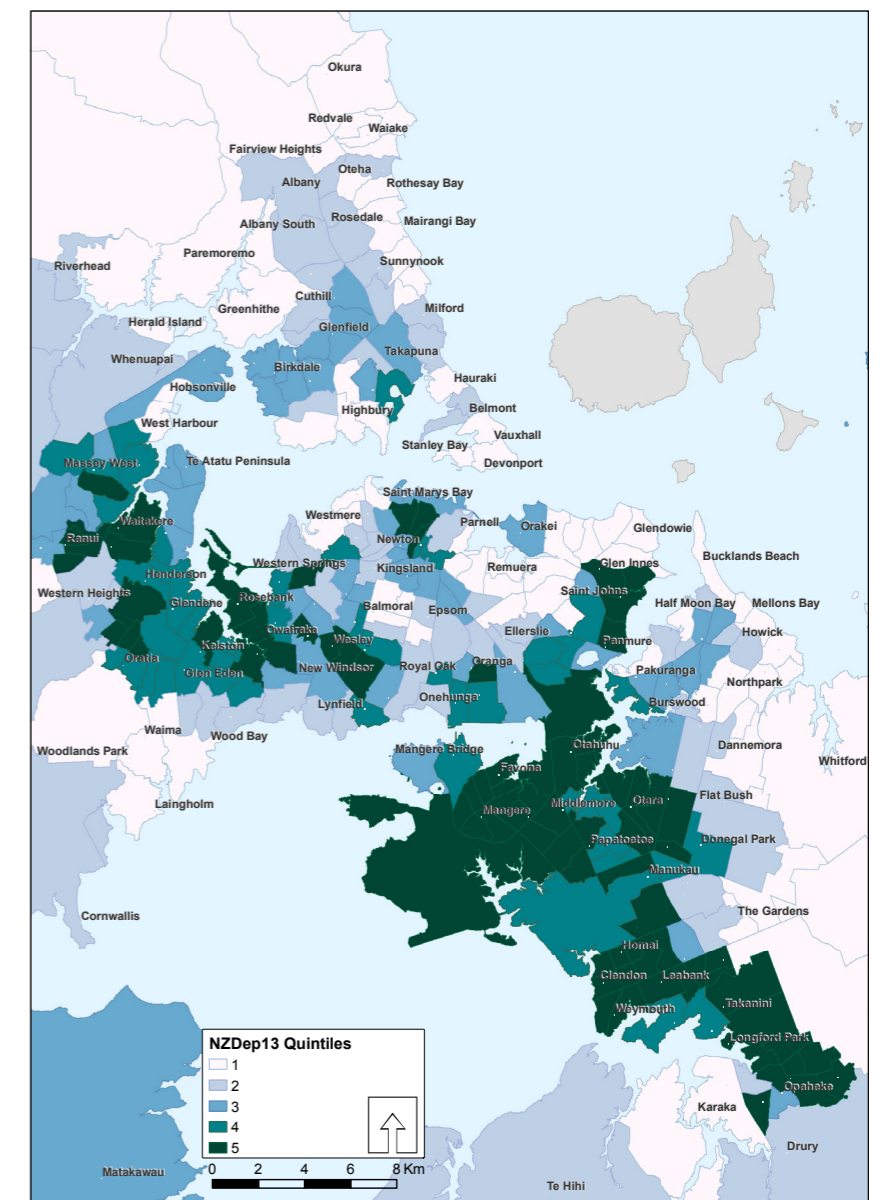 Okura
Redvale
Waiake
Fairview Heights
Oteha
Albany
Rothesay Bay
Albany South
Rosedale
Mairangi Bay
Paremoremo
Sunnynook
Riverhead
Cuthill
Greenhithe
Milford
Herald Island
Glenfield
Whenuapai
Takapuna
Birkdale
Hobsonville
Hauraki
Highbury
Belmont
West Harbour
Vauxhall
Stanley Bay
Massey West
Te Atatu Peninsula
Devonport
Saint Marys Bay
Westmere
Waitakere
Parnell
Orakei
Glendowie
Ranui
Newton
Bucklands Beach
Western Springs
Kingsland
Remuera
Glen Innes
Henderson
Western Heights
Rosebank
Saint Johns
Glendene
Balmoral
Epsom
Half Moon Bay
Mellons Bay
Owairaka
Wesley
Ellerslie
Howick
Kelston
Panmure
Oratia
New Windsor
Royal Oak
Oranga
Pakuranga
Glen Eden
Northpark
Lynfield
Onehunga
Burswood
Waima
Wood Bay
Woodlands Park
Mangere Bridge
Otahuhu
Dannemora
Whitford
Favona
Laingholm
Mangere
Middlemore
Otara
Flat Bush
Papatoetoe
Donegal Park
Manukau
Cornwallis
The Gardens
Homai
Clendon
Leabank
Weymouth
Takanini
Longford Park
NZDep13 Quintiles
1
2
3
4
5
Opaheke
Karaka
Drury
Matakawau
0 2 4 6 8 Km
Te Hihi